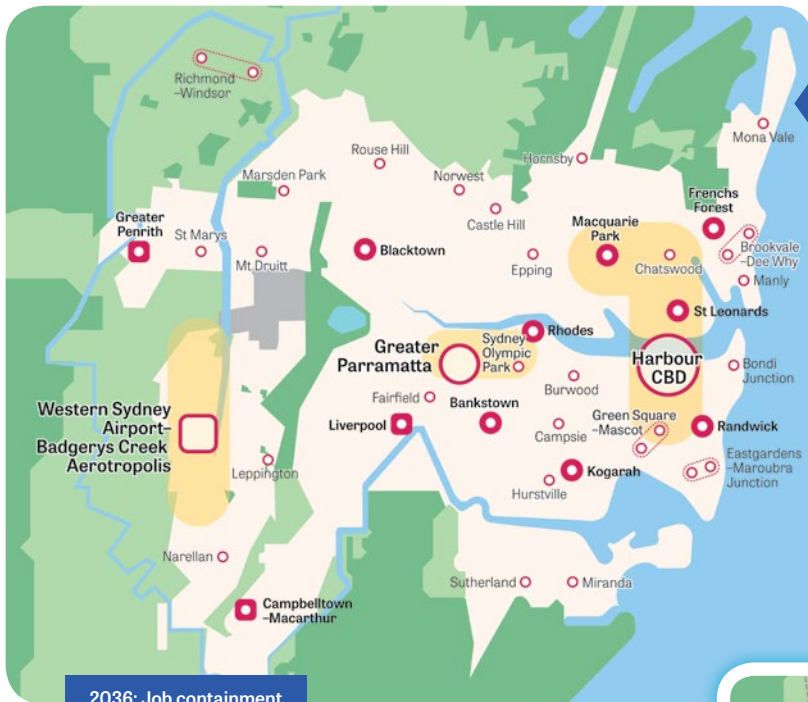 Richmond
–Windsor
Mona Vale
Rouse Hill
Hornsby
Marsden Park
Norwest
Frenchs
Forest
Castle Hill
Greater
Penrith
St Marys
Macquarie
Park
Blacktown
Mt Druitt
Epping
Chatswood
Brookvale
–Dee Why
Manly
St Leonards
Rhodes
Greater
Parramatta
Sydney
Olympic
Park
Harbour
CBD
Bondi
Junction
Burwood
Fairfield
Bankstown
Western Sydney
Airport–
Badgerys Creek
Aerotropolis
Liverpool
Green Square
–Mascot
Campsie
Randwick
Eastgardens
–Maroubra
Junction
Leppington
Kogarah
Hurstville
Narellan
Sutherland
Miranda
Campbelltown
–Macarthur
2036: Job containment